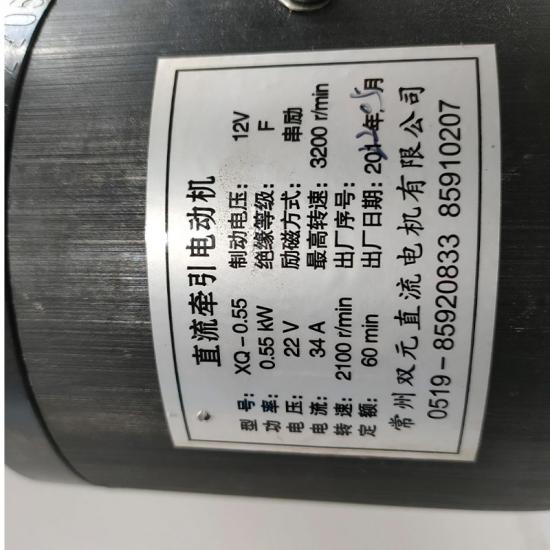 直流牵引电动机
型号: XQ-0.55 制动电压: 12V
功率: 0.55 kW 绝缘等级: F
电压: 22 V 励磁方式: 串励
电流: 34 A 最高转速: 3200 r/min
转速: 2100 r/min 出厂序号:
定额: 60 min 出厂日期: 年 月
常州双元直流电机有限公司
0519-85920833 85910207